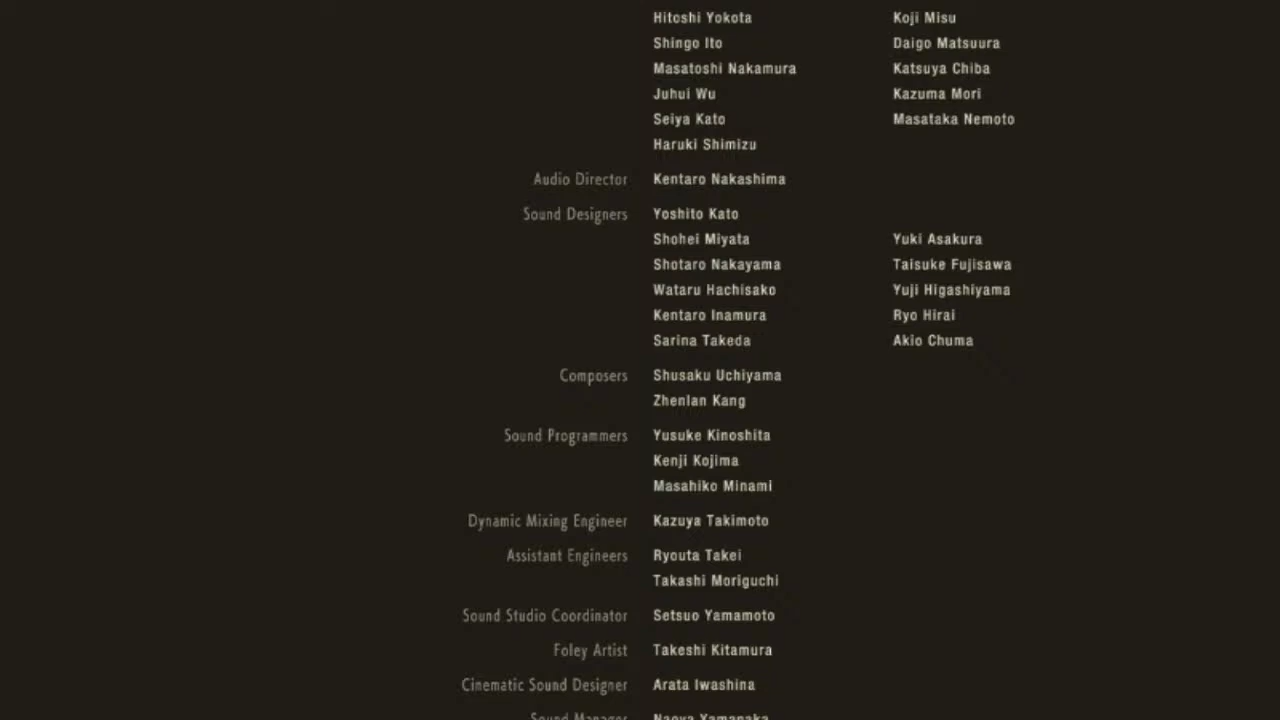 Hitoshi Yokota Koji Misu
Shingo Ito Daigo Matsuura
Masatoshi Nakamura Katsuya Chiba
Juhui Wu Kazuma Mori
Seiya Kato Masataka Nemoto
Haruki Shimizu
Audio Director Kentaro Nakashima
Sound Designers Yoshito Kato
Shohei Miyata Yuki Asakura
Shotaro Nakayama Taisuke Fujisawa
Wataru Hachisako Yuji Higashiyama
Kentaro Inamura Ryo Hirai
Sarina Takeda Akio Chuma
Composers Shusaku Uchiyama
Zhenlan Kang
Sound Programmers Yusuke Kinoshita
Kenji Kojima
Masahiko Minami
Dynamic Mixing Engineer Kazuya Takimoto
Assistant Engineers Ryouta Takei
Takashi Moriguchi
Sound Studio Coordinator Setsuo Yamamoto
Foley Artist Takeshi Kitamura
Cinematic Sound Designer Arata Iwashina
Sound Manager Naoya Yamanaka